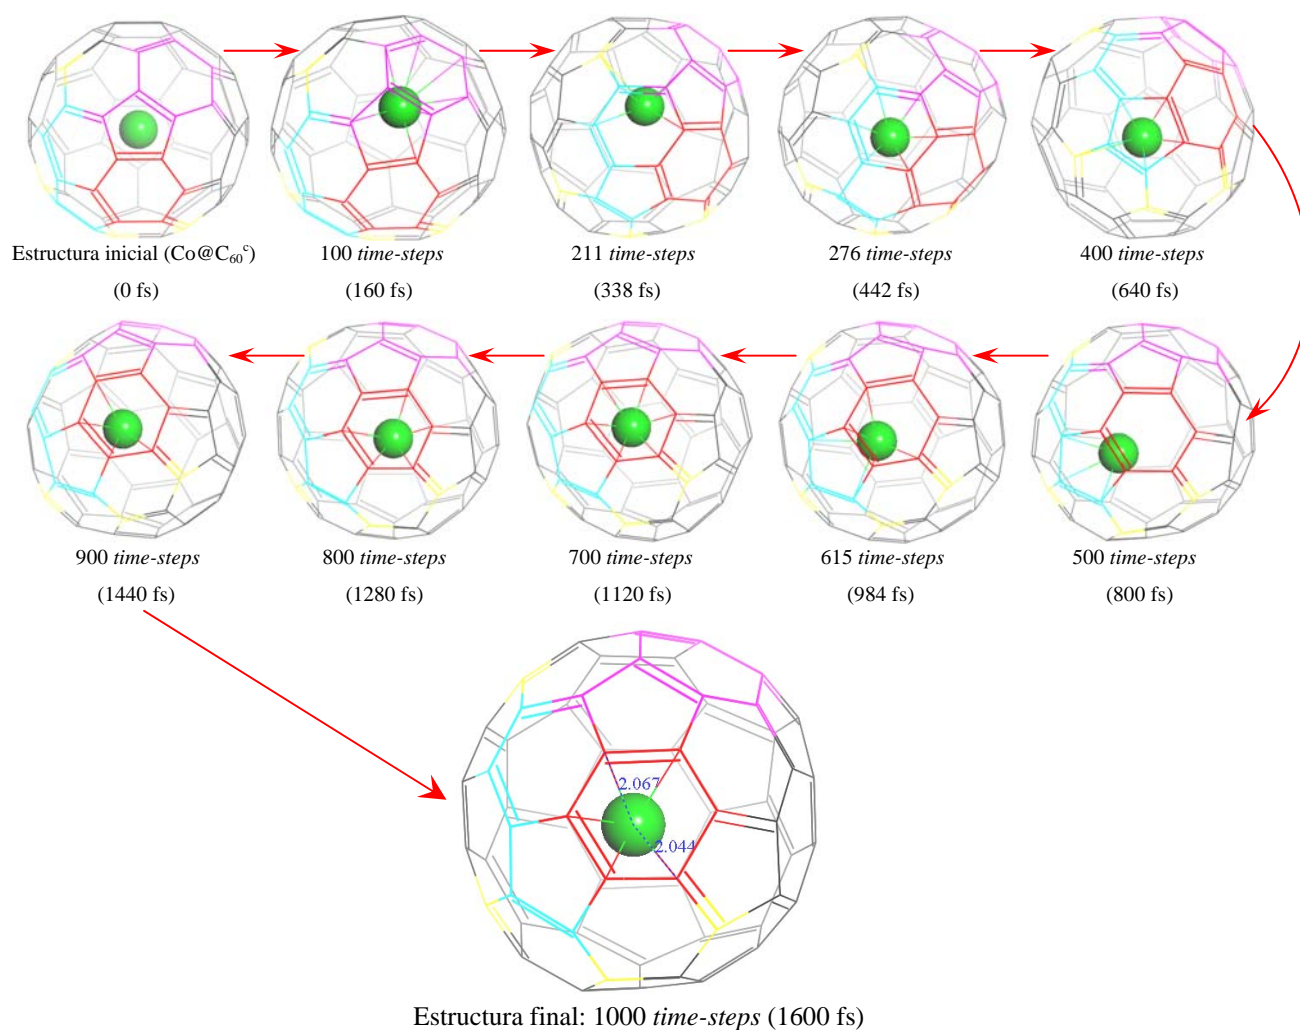 Estructura inicial (Co@C₆₀ᶜ)
100 time-steps
211 time-steps
276 time-steps
400 time-steps
(0 fs)
(160 fs)
(338 fs)
(442 fs)
(640 fs)
900 time-steps
800 time-steps
700 time-steps
615 time-steps
500 time-steps
(1440 fs)
(1280 fs)
(1120 fs)
(984 fs)
(800 fs)
2.067
2.044
Estructura final: 1000 time-steps (1600 fs)